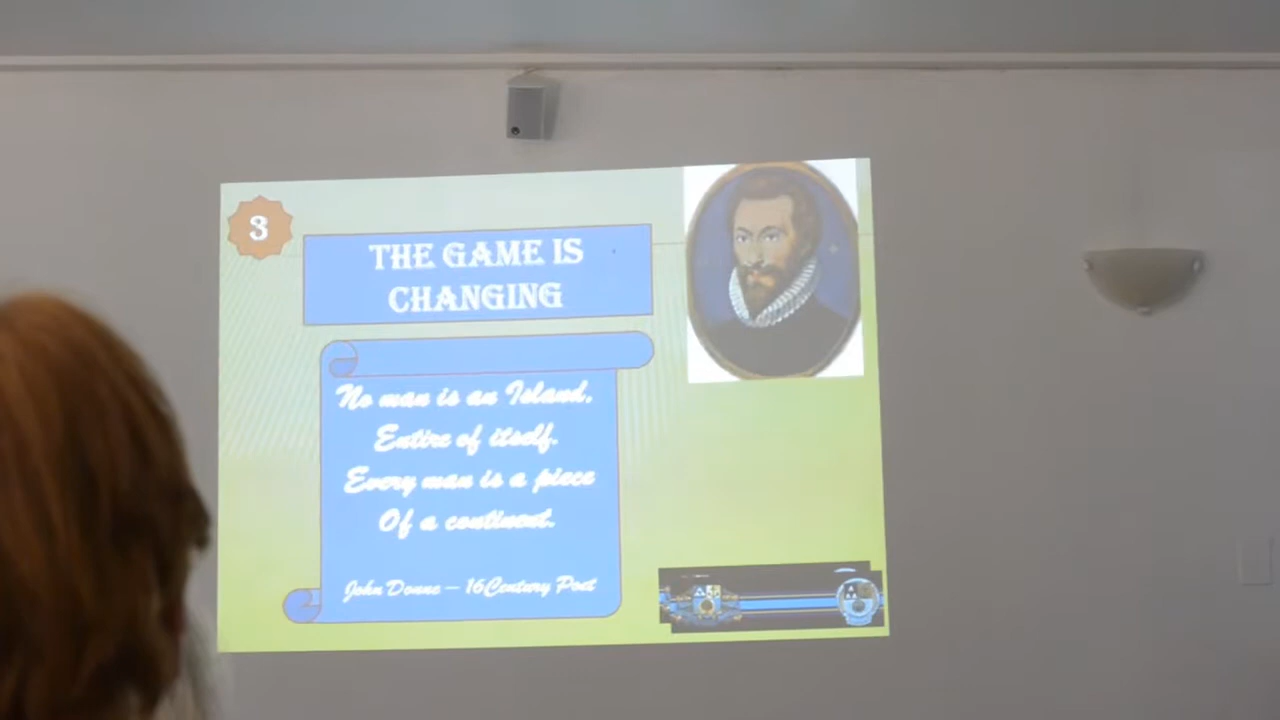 3
THE GAME IS
CHANGING
No man is an Island,
Entire of itself.
Every man is a piece
Of a continent.
John Donne – 16Century Poet